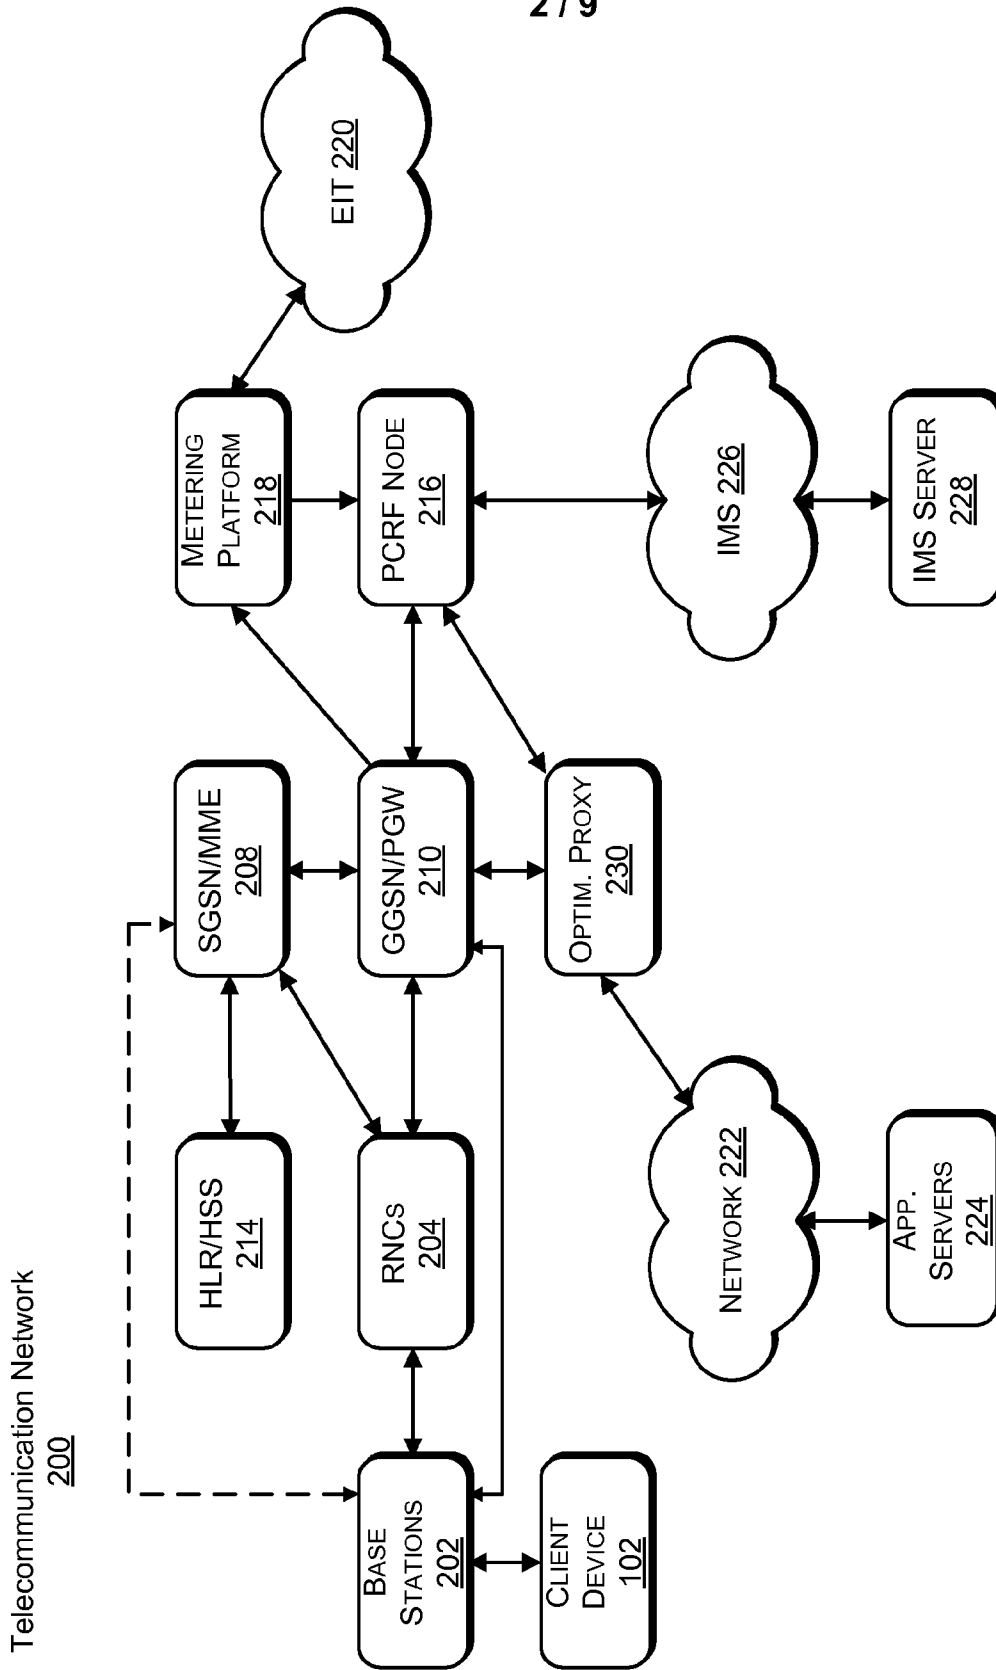 2 / 9
Telecommunication Network
200
HLR/HSS
214
SGSN/MME
208
METERING
PLATFORM
218
EIT 220
BASE
STATIONS
202
RNCS
204
GGSN/PGW
210
PCRF NODE
216
CLIENT
DEVICE
102
OPTIM. PROXY
230
NETWORK 222
IMS 226
APP.
SERVERS
224
IMS SERVER
228